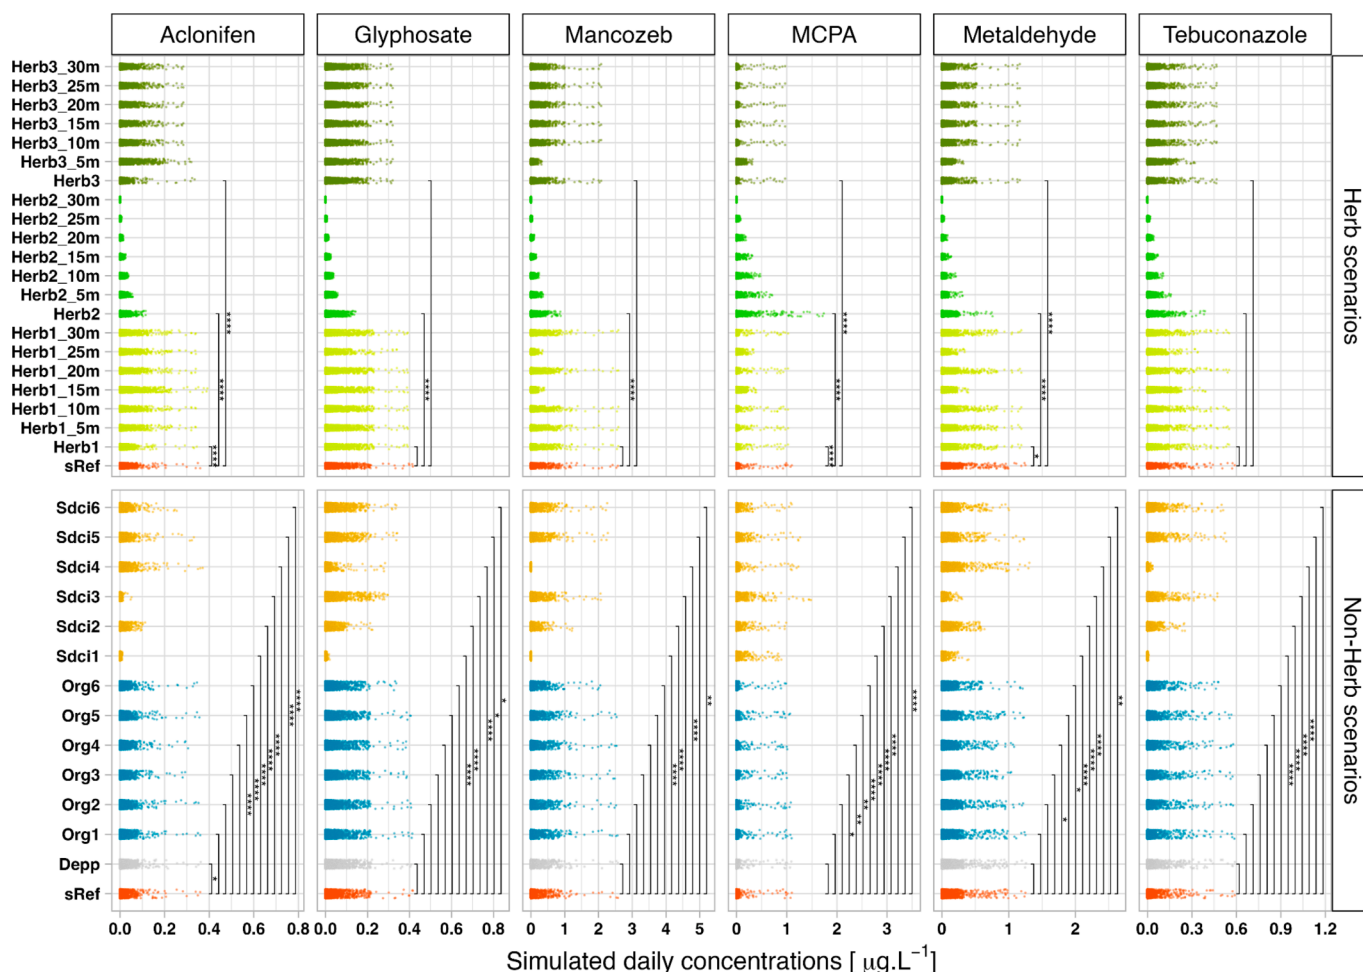 Aclonifen Glyphosate Mancozeb MCPA Metaldehyde Tebuconazole
Herb3_30m
Herb3_25m
Herb3_20m
Herb3_15m
Herb3_10m
Herb3_5m
Herb3
Herb2_30m
Herb2_25m
Herb2_20m
Herb2_15m
Herb2_10m
Herb2_5m
Herb2
Herb1_30m
Herb1_25m
Herb1_20m
Herb1_15m
Herb1_10m
Herb1_5m
Herb1
sRef
Herb scenarios
Sdci6
Sdci5
Sdci4
Sdci3
Sdci2
Sdci1
Org6
Org5
Org4
Org3
Org2
Org1
Depp
sRef
Non-Herb scenarios
0.0 0.2 0.4 0.6 0.8 0.0 0.2 0.4 0.6 0.8 0 1 2 3 4 5 0 1 2 3 0 1 2 0.0 0.3 0.6 0.9 1.2
Simulated daily concentrations [ µg.L⁻¹]